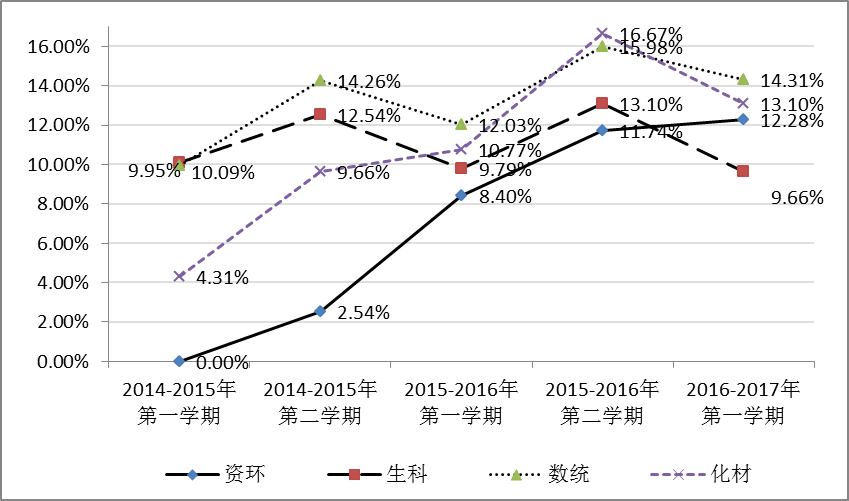 16.00%
14.00%
12.00%
10.00%
8.00%
6.00%
4.00%
2.00%
0.00%
16.67%
15.98%
14.26%
14.31%
12.54%
13.10%
13.10%
12.03%
12.28%
11.74%
10.77%
9.95%
10.09%
9.66%
9.79%
9.66%
8.40%
4.31%
2.54%
0.00%
2014-2015年
第一学期
2014-2015年
第二学期
2015-2016年
第一学期
2015-2016年
第二学期
2016-2017年
第一学期
资环
生科
数统
化材